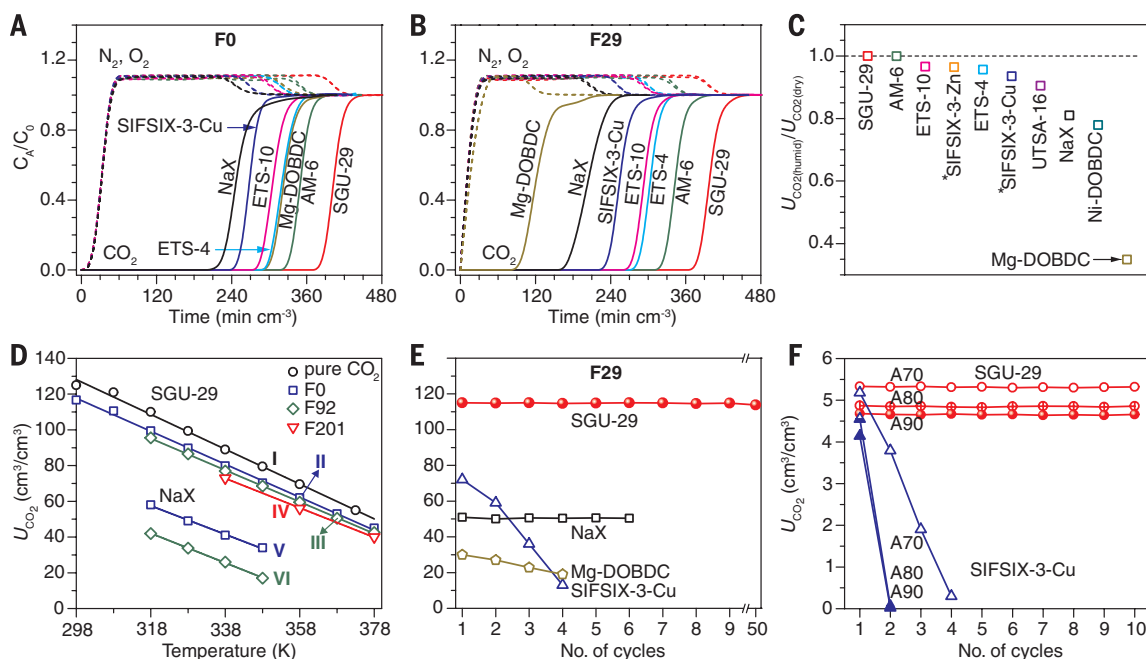 A
F0
N₂, O₂
SIFSIX-3-Cu
NaX
ETS-10
Mg-DOBDC
AM-6
SGU-29
ETS-4
CO₂
C_A/C₀
1.2
0.8
0.4
0.0
0 120 240 360 480
Time (min cm⁻³)
B
F29
N₂, O₂
Mg-DOBDC
NaX
SIFSIX-3-Cu
ETS-10
ETS-4
AM-6
SGU-29
CO₂
1.2
0.8
0.4
0.0
0 120 240 360 480
Time (min cm⁻³)
C
U_CO2(humid)/U_CO2(dry)
1.0
0.8
0.6
0.4
SGU-29
AM-6
ETS-10
*SIFSIX-3-Zn
ETS-4
*SIFSIX-3-Cu
UTSA-16
NaX
Ni-DOBDC
Mg-DOBDC
D
U_CO₂ (cm³/cm³)
140
120
100
80
60
40
20
0
SGU-29
pure CO₂
F0
F92
F201
I
II
III
IV
NaX
V
VI
298 318 338 358 378
Temperature (K)
E
F29
U_CO₂ (cm³/cm³)
140
120
100
80
60
40
20
0
SGU-29
NaX
Mg-DOBDC
SIFSIX-3-Cu
1 2 3 4 5 6 7 8 9 50
No. of cycles
F
U_CO₂ (cm³/cm³)
6
5
4
3
2
1
0
SGU-29
A70
A80
A90
A70
A80
A90
SIFSIX-3-Cu
1 2 3 4 5 6 7 8 9 10
No. of cycles